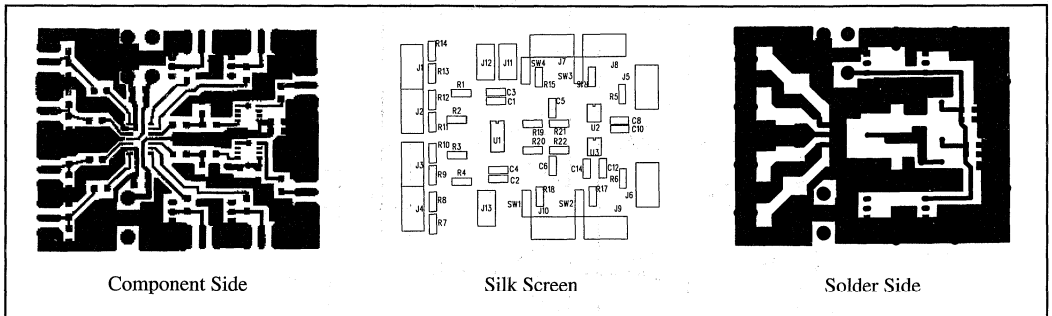 R14
J1
R13
J12
J11
SW4
J7
SW3
R15
R16
J8
J5
R5
R1
R12
C3
C1
C5
J2
R2
R11
U1
R19
R21
U2
C8
C10
R10
R3
R20
R22
U3
J3
R9
R4
C4
C2
C6
C14
C12
R6
J4
R8
R7
J13
SW1
R18
J10
SW2
R17
J9
J6
Component Side
Silk Screen
Solder Side